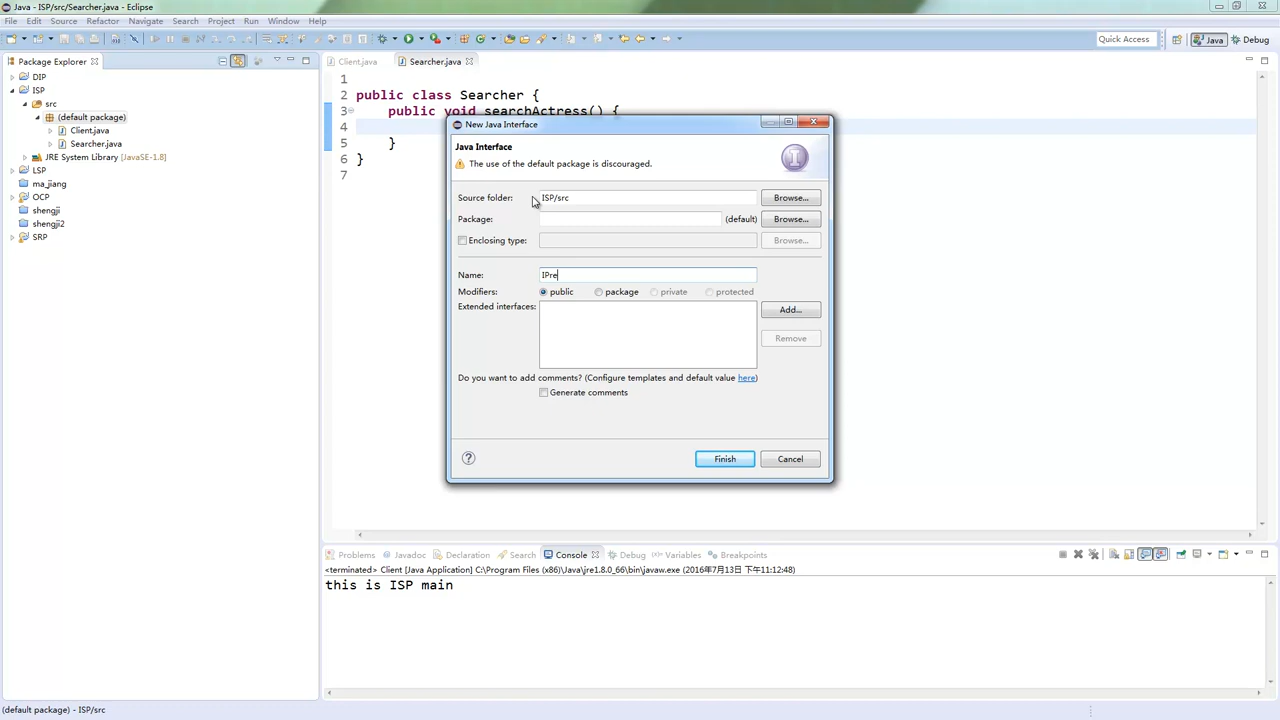 Java - ISP/src/Searcher.java - Eclipse
File Edit Source Refactor Navigate Search Project Run Window Help
Quick Access Java Debug
Package Explorer
DIP
ISP
src
(default package)
Client.java
Searcher.java
JRE System Library [JavaSE-1.8]
LSP
ma_jiang
OCP
shengji
shengji2
SRP
Client.java Searcher.java
1
2 public class Searcher {
3 public void searchActress() {
4
5 }
6 }
7
New Java Interface
Java Interface
The use of the default package is discouraged.
Source folder: ISP/src Browse...
Package: (default) Browse...
Enclosing type: Browse...
Name: IPre
Modifiers: public package private protected
Extended interfaces: Add...
Remove
Do you want to add comments? (Configure templates and default value here)
Generate comments
? Finish Cancel
Problems Javadoc Declaration Search Console Debug Variables Breakpoints
<terminated> Client [Java Application] C:\Program Files (x86)\Java\jre1.8.0_66\bin\javaw.exe (2016年7月13日 下午11:12:48)
this is ISP main
(default package) - ISP/src